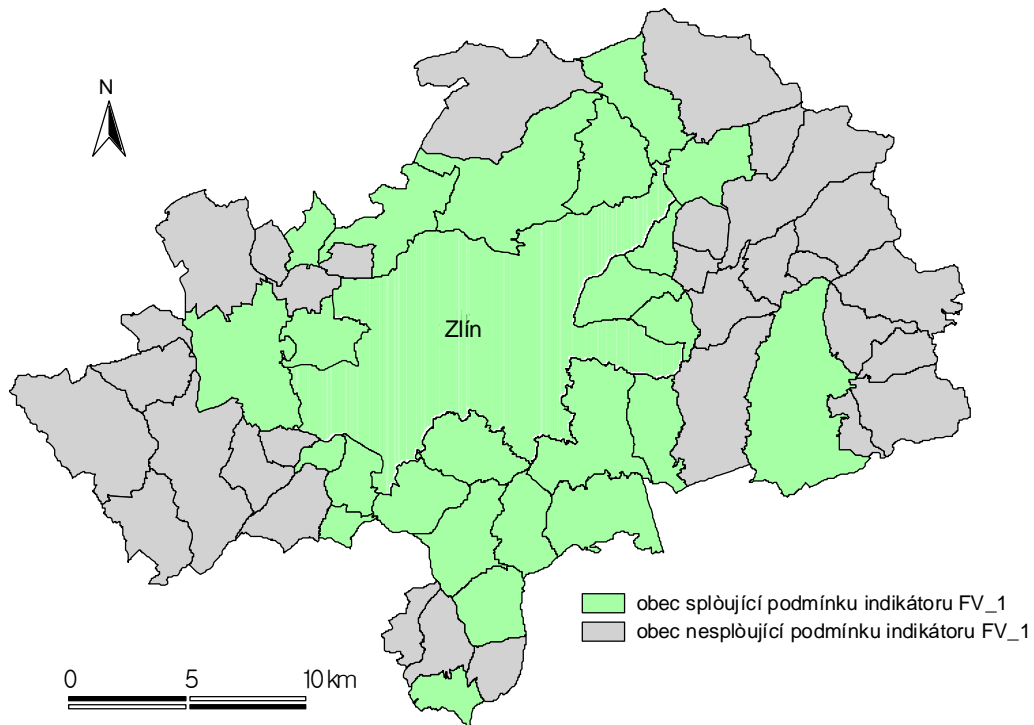 N
Zlín
obec splòující podmínku indikátoru FV_1
obec nesplòující podmínku indikátoru FV_1
0 5 10 km